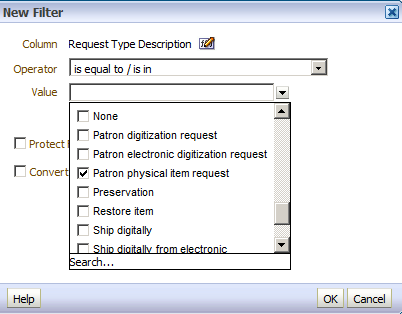 New Filter
Column Request Type Description
Operator is equal to / is in
Value
None
Patron digitization request
Protect
Patron electronic digitization request
Convert
Patron physical item request
Preservation
Restore item
Ship digitally
Ship digitally from electronic
Search...
Help OK Cancel